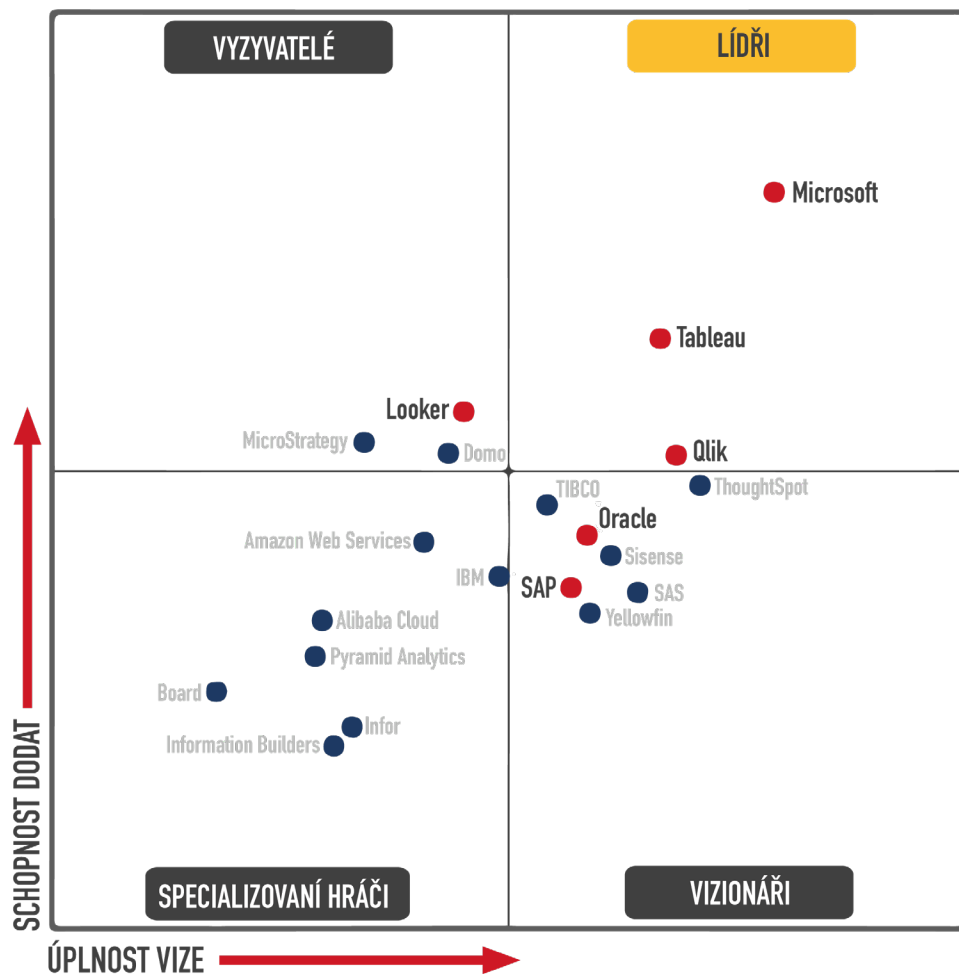 VYZYVATELÉ
LÍDŘI
Microsoft
Tableau
Looker
MicroStrategy
Domo
Qlik
ThoughtSpot
TIBCO
Oracle
Amazon Web Services
Sisense
IBM
SAP
SAS
Yellowfin
Alibaba Cloud
Pyramid Analytics
Board
Infor
Information Builders
SPECIALIZOVANÍ HRÁČI
VIZIONÁŘI
SCHOPNOST DODAT
ÚPLNOST VIZE